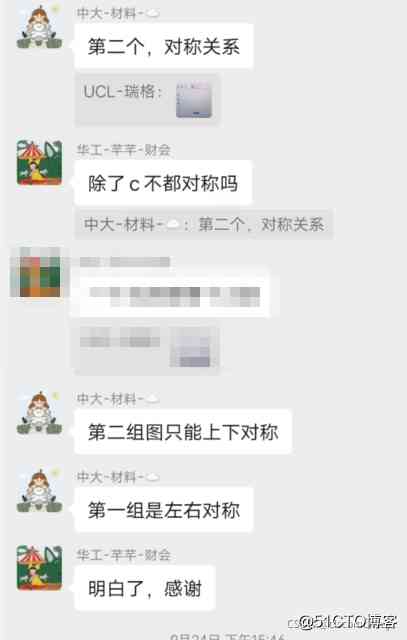 中大-材料-☁️
第二个，对称关系
UCL-瑞格：
华工-芊芊-财会
除了c不都对称吗
中大-材料-☁️：第二个，对称关系
中大-材料-☁️
第二组图只能上下对称
中大-材料-☁️
第一组是左右对称
华工-芊芊-财会
明白了，感谢
@51CTO博客